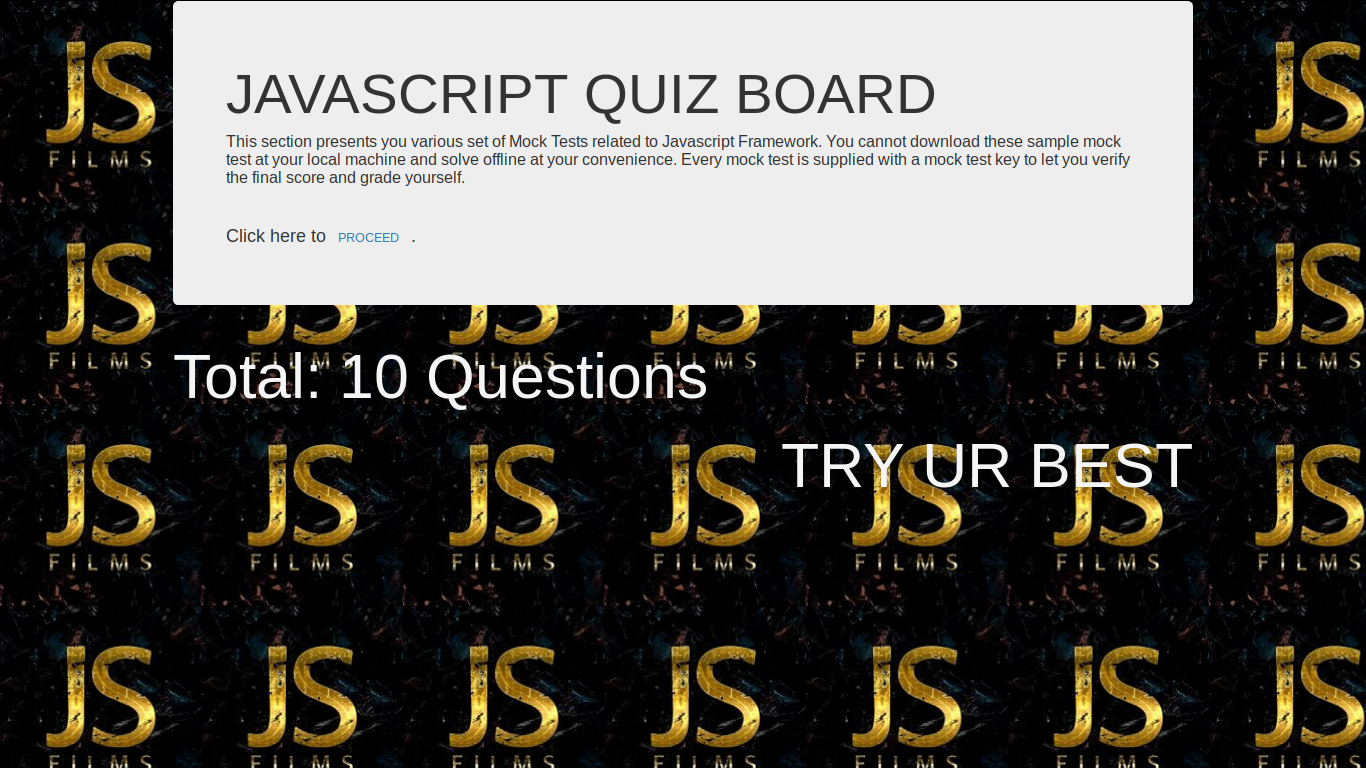 JAVASCRIPT QUIZ BOARD
This section presents you various set of Mock Tests related to Javascript Framework. You cannot download these sample mock
test at your local machine and solve offline at your convenience. Every mock test is supplied with a mock test key to let you verify
the final score and grade yourself.
Click here to PROCEED .
Total: 10 Questions
TRY UR BEST
JS
FILMS